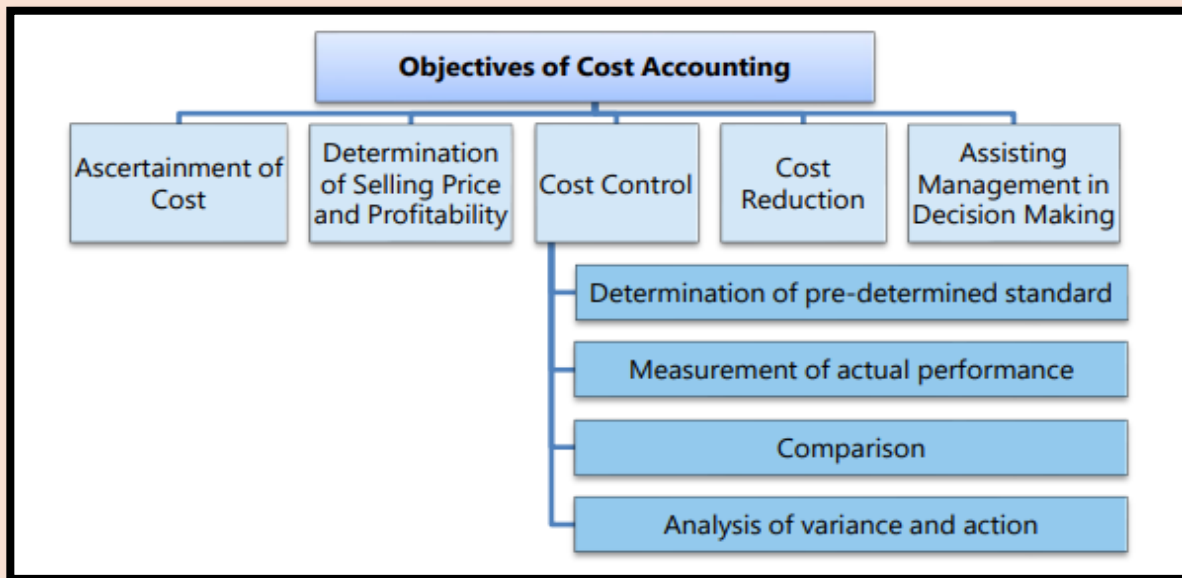 Objectives of Cost Accounting
Ascertainment of
Cost
Determination
of Selling Price
and Profitability
Cost Control
Cost
Reduction
Assisting
Management in
Decision Making
Determination of pre-determined standard
Measurement of actual performance
Comparison
Analysis of variance and action